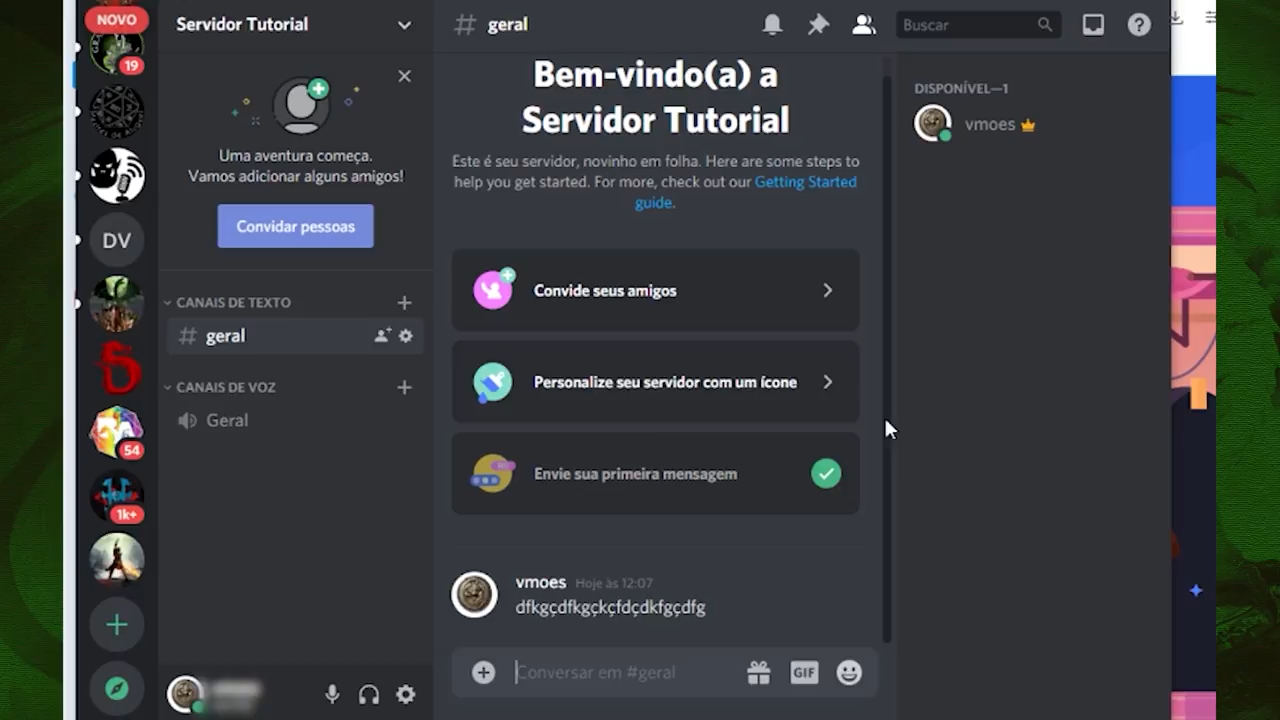 NOVO
19
DV
54
1k+
Servidor Tutorial
Uma aventura começa.
Vamos adicionar alguns amigos!
Convidar pessoas
CANAIS DE TEXTO
geral
CANAIS DE VOZ
Geral
# geral
Buscar
Bem-vindo(a) a
Servidor Tutorial
Este é seu servidor, novinho em folha. Here are some steps to
help you get started. For more, check out our Getting Started
guide.
Convide seus amigos
Personalize seu servidor com um ícone
Envie sua primeira mensagem
vmoes Hoje às 12:07
dfkgçdfkgçkçfdçdkfgçdfg
Conversar em #geral
GIF
DISPONÍVEL—1
vmoes